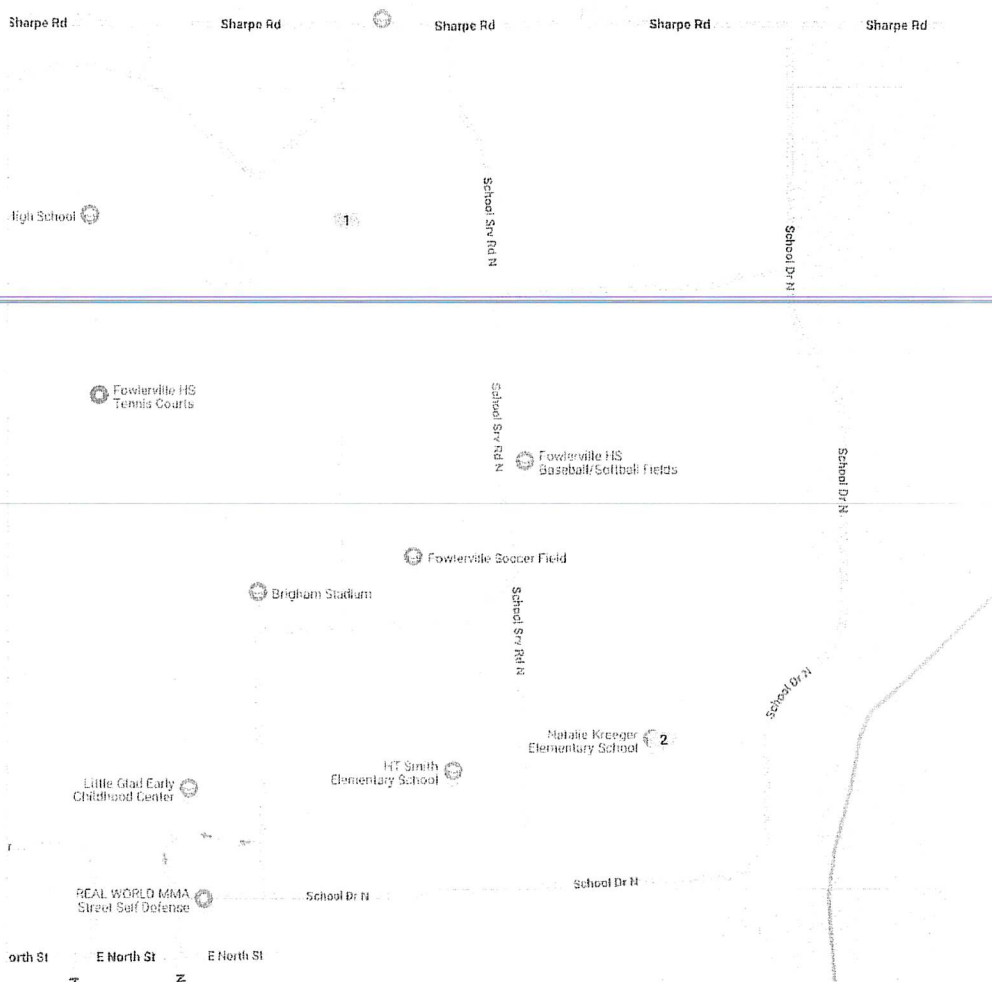 Sharpe Rd
Sharpe Rd
Sharpe Rd
Sharpe Rd
Sharpe Rd
High School
1
School Srv Rd N
School Dr N
Fowlerville HS
Tennis Courts
School Srv Rd N
Fowlerville HS
Baseball/Softball Fields
School Dr N
Fowlerville Soccer Field
Brigham Stadium
School Srv Rd N
School Dr N
Natalie Kreeger
Elementary School
2
HT Smith
Elementary School
Little Glad Early
Childhood Center
REAL WORLD MMA
Street Self Defense
School Dr N
School Dr N
orth St
E North St
E North St
N